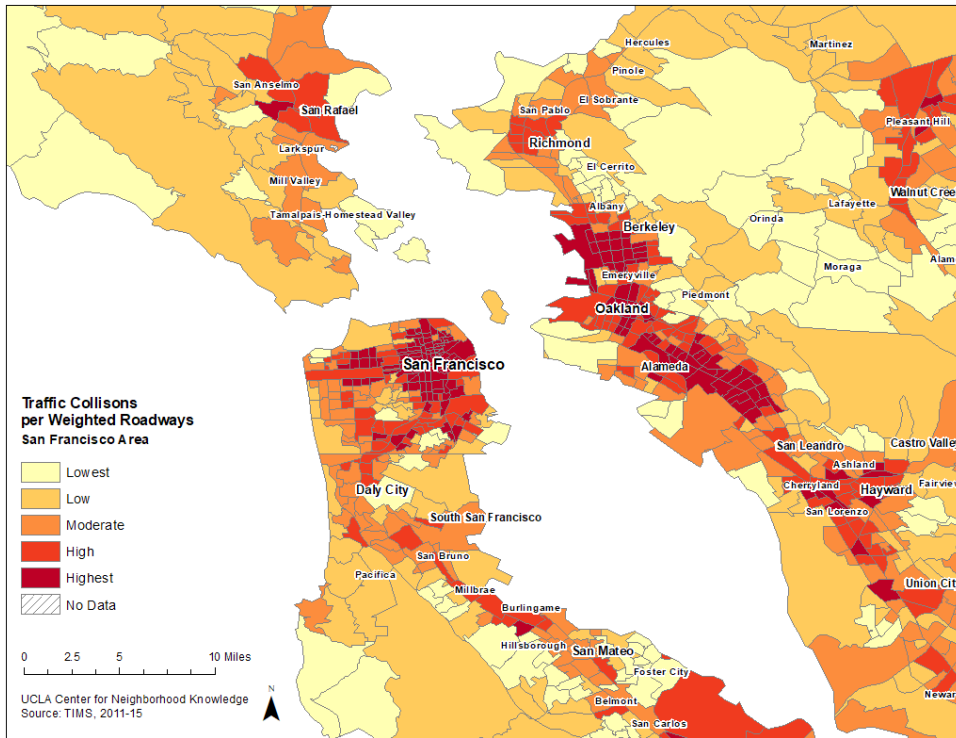 Hercules
Martinez
San Anselmo
Pinole
San Rafael
El Sobrante
San Pablo
Pleasant Hill
Richmond
Larkspur
El Cerrito
Mill Valley
Walnut Cree
Albany
Lafayette
Tamalpais-Homestead Valley
Berkeley
Orinda
Alam
Moraga
Emeryville
Piedmont
Oakland
San Francisco
Alameda
Traffic Collisons
per Weighted Roadways
San Francisco Area
Lowest
Low
Moderate
High
Highest
No Data
San Leandro
Castro Valley
Ashland
Cherryland
Hayward
Fairview
San Lorenzo
Daly City
South San Francisco
San Bruno
Pacifica
Union City
Millbrae
Burlingame
Hillsborough
San Mateo
Foster City
Newar
Belmont
San Carlos
0 2.5 5 10 Miles
N
UCLA Center for Neighborhood Knowledge
Source: TIMS, 2011-15